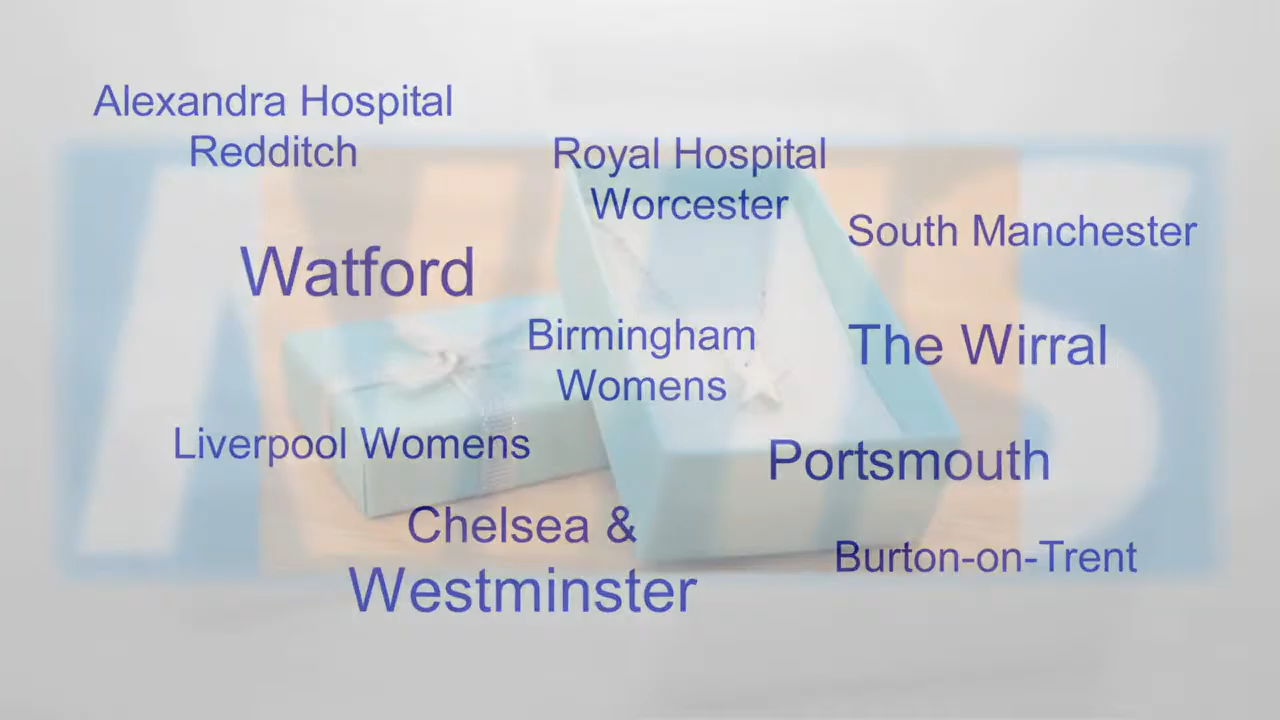 Alexandra Hospital
Redditch
Royal Hospital
Worcester
South Manchester
Watford
Birmingham
Womens
The Wirral
Liverpool Womens
Portsmouth
Chelsea &
Westminster
Burton-on-Trent
NHS